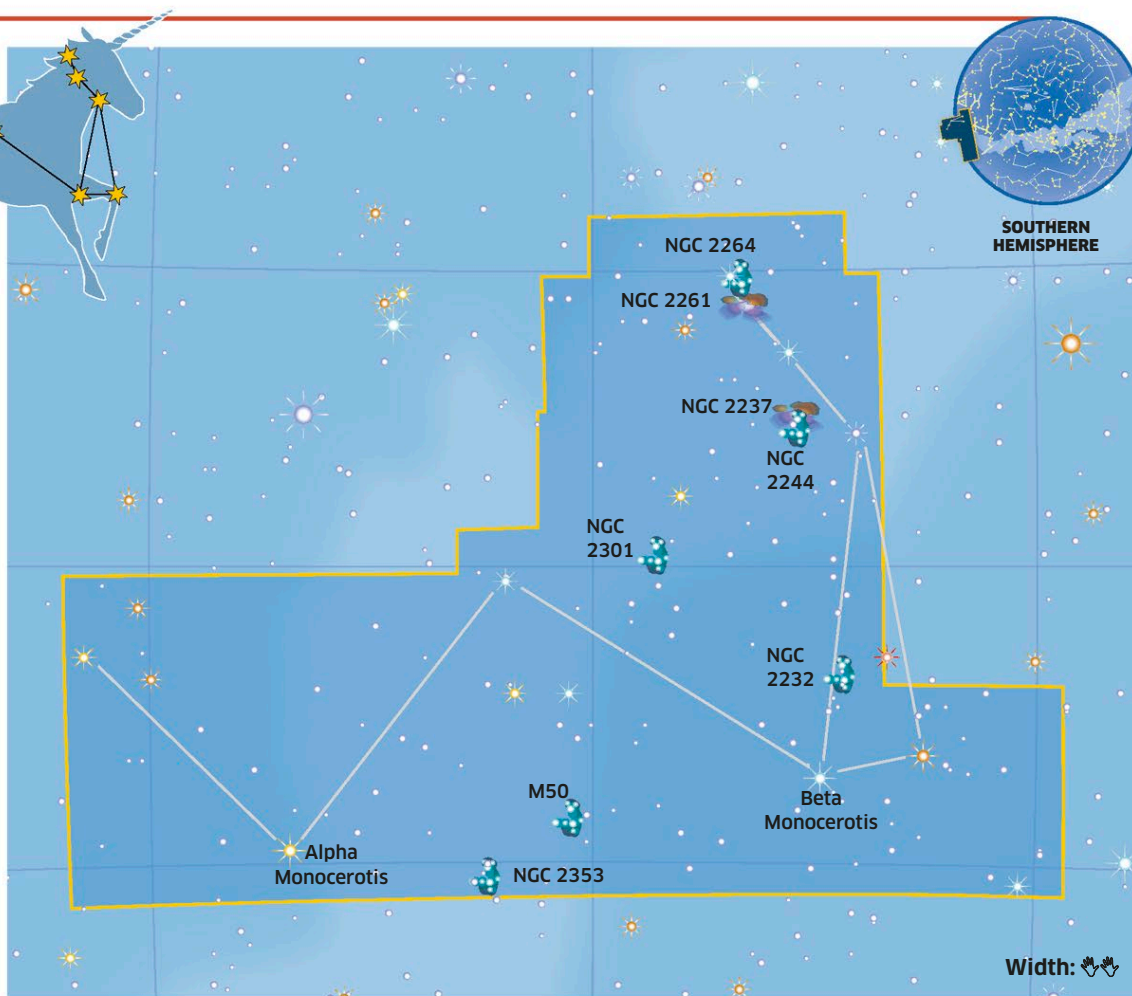 SOUTHERN
HEMISPHERE
NGC 2264
NGC 2261
NGC 2237
NGC
2244
NGC
2301
NGC
2232
M50
Beta
Monocerotis
Alpha
Monocerotis
NGC 2353
Width: